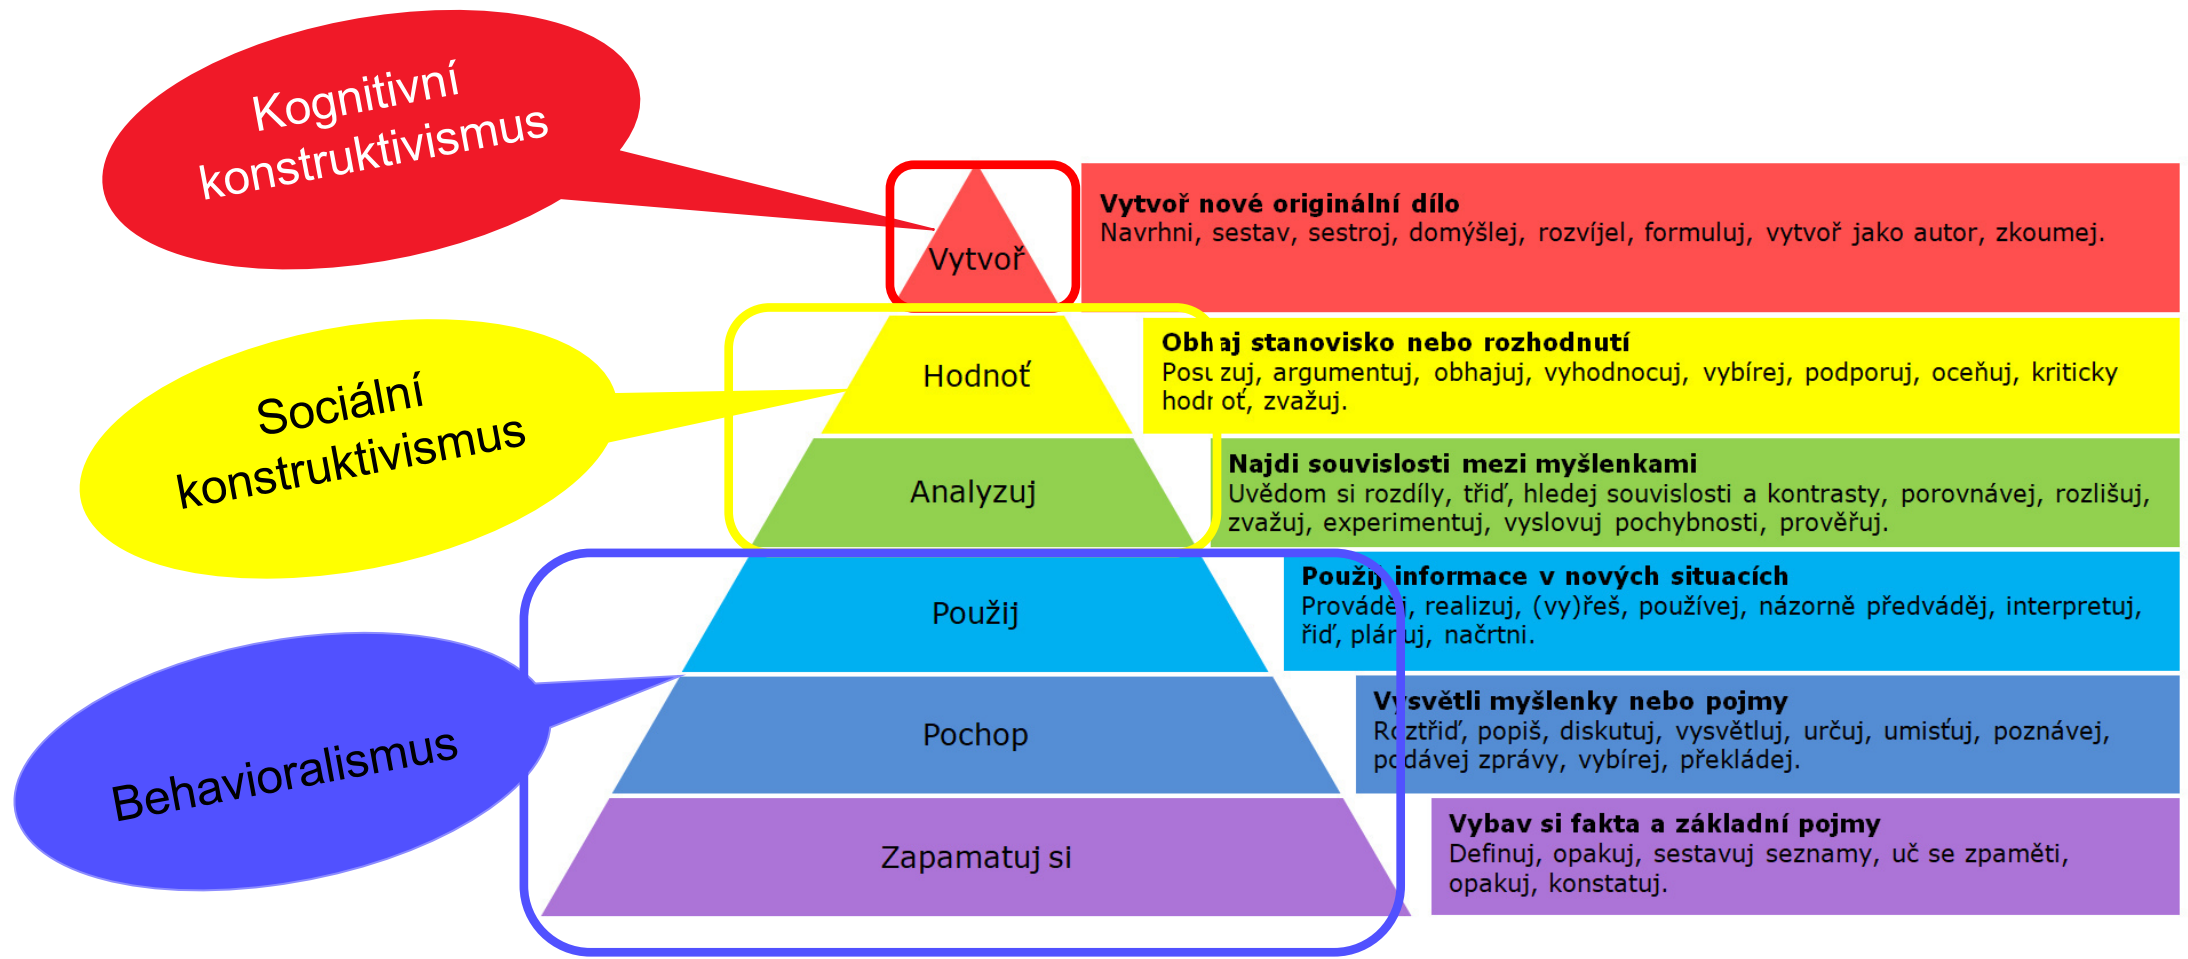 Kognitivní
konstruktivismus
Vytvoř
Vytvoř nové originální dílo
Navrhni, sestav, sestroj, domýšlej, rozvíjel, formuluj, vytvoř jako autor, zkoumej.
Sociální
konstruktivismus
Hodnoť
Obhaj stanovisko nebo rozhodnutí
Posuzuj, argumentuj, obhajuj, vyhodnocuj, vybírej, podporuj, oceňuj, kriticky
hodnoť, zvažuj.
Analyzuj
Najdi souvislosti mezi myšlenkami
Uvědom si rozdíly, třiď, hledej souvislosti a kontrasty, porovnávej, rozlišuj,
zvažuj, experimentuj, vyslovuj pochybnosti, prověřuj.
Behavioralismus
Použij
Použij informace v nových situacích
Prováděj, realizuj, (vy)řeš, používej, názorně předváděj, interpretuj,
řiď, plánuj, načrtni.
Pochop
Vysvětli myšlenky nebo pojmy
Roztřiď, popiš, diskutuj, vysvětluj, určuj, umisťuj, poznávej,
podávej zprávy, vybírej, překládej.
Zapamatuj si
Vybav si fakta a základní pojmy
Definuj, opakuj, sestavuj seznamy, uč se zpaměti,
opakuj, konstatuj.